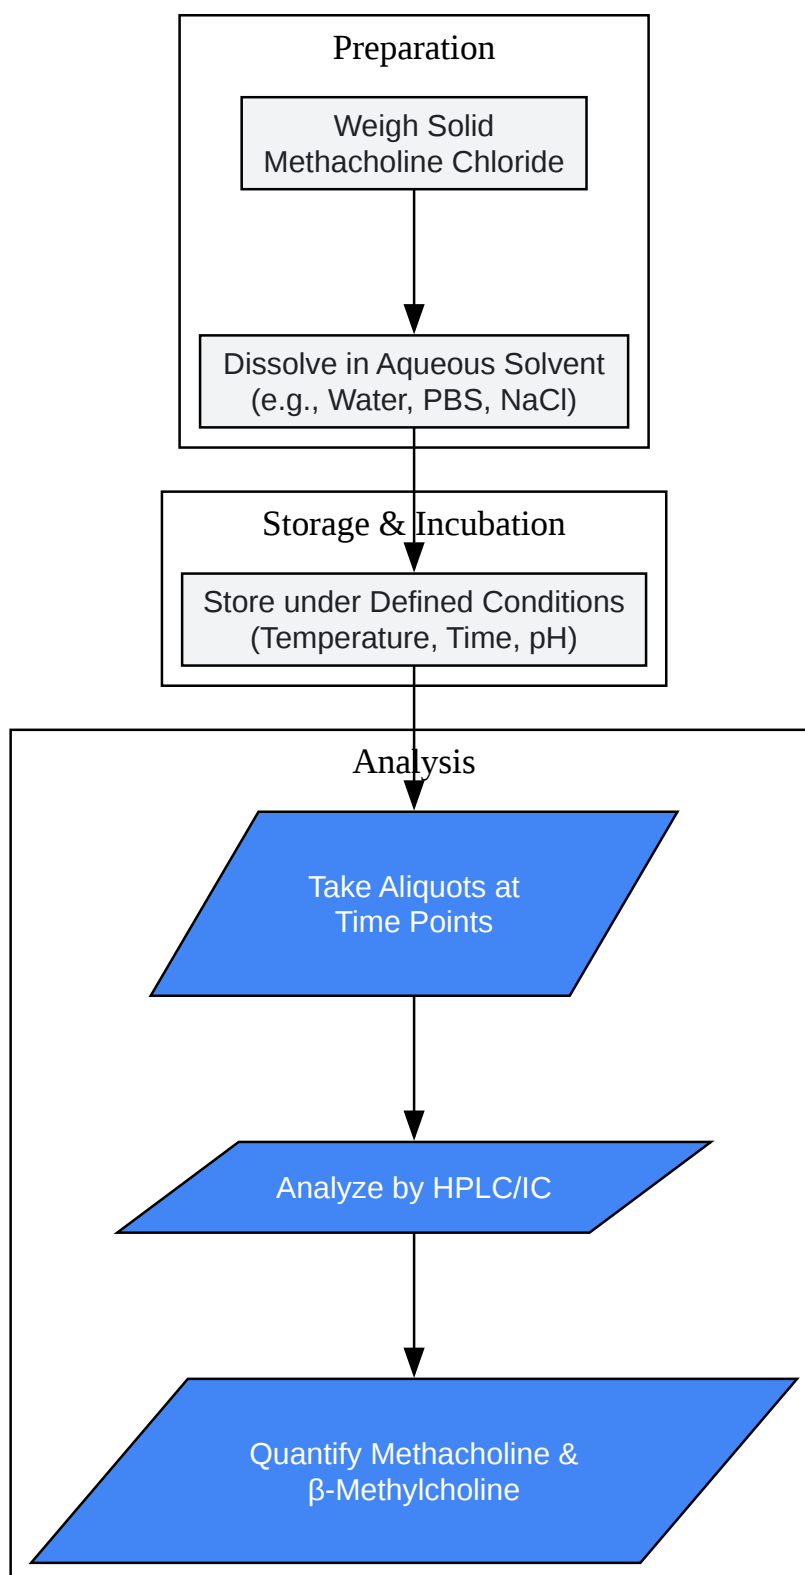 Preparation
Weigh Solid
Methacholine Chloride
Dissolve in Aqueous Solvent
(e.g., Water, PBS, NaCl)
Storage & Incubation
Store under Defined Conditions
(Temperature, Time, pH)
Analysis
Take Aliquots at
Time Points
Analyze by HPLC/IC
Quantify Methacholine &
β-Methylcholine